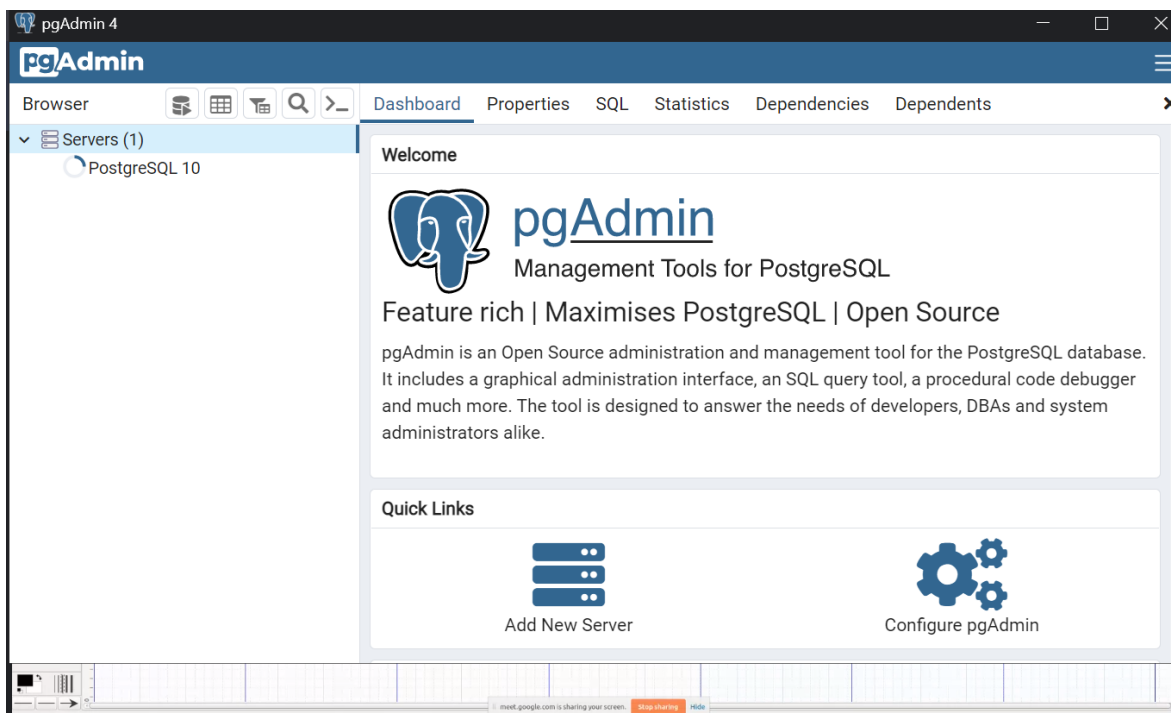 pgAdmin 4
pgAdmin
Browser
Dashboard Properties SQL Statistics Dependencies Dependents
Servers (1)
PostgreSQL 10
Welcome
pgAdmin
Management Tools for PostgreSQL
Feature rich | Maximises PostgreSQL | Open Source
pgAdmin is an Open Source administration and management tool for the PostgreSQL database.
It includes a graphical administration interface, an SQL query tool, a procedural code debugger
and much more. The tool is designed to answer the needs of developers, DBAs and system
administrators alike.
Quick Links
Add New Server
Configure pgAdmin
meet.google.com is sharing your screen. Stop sharing Hide